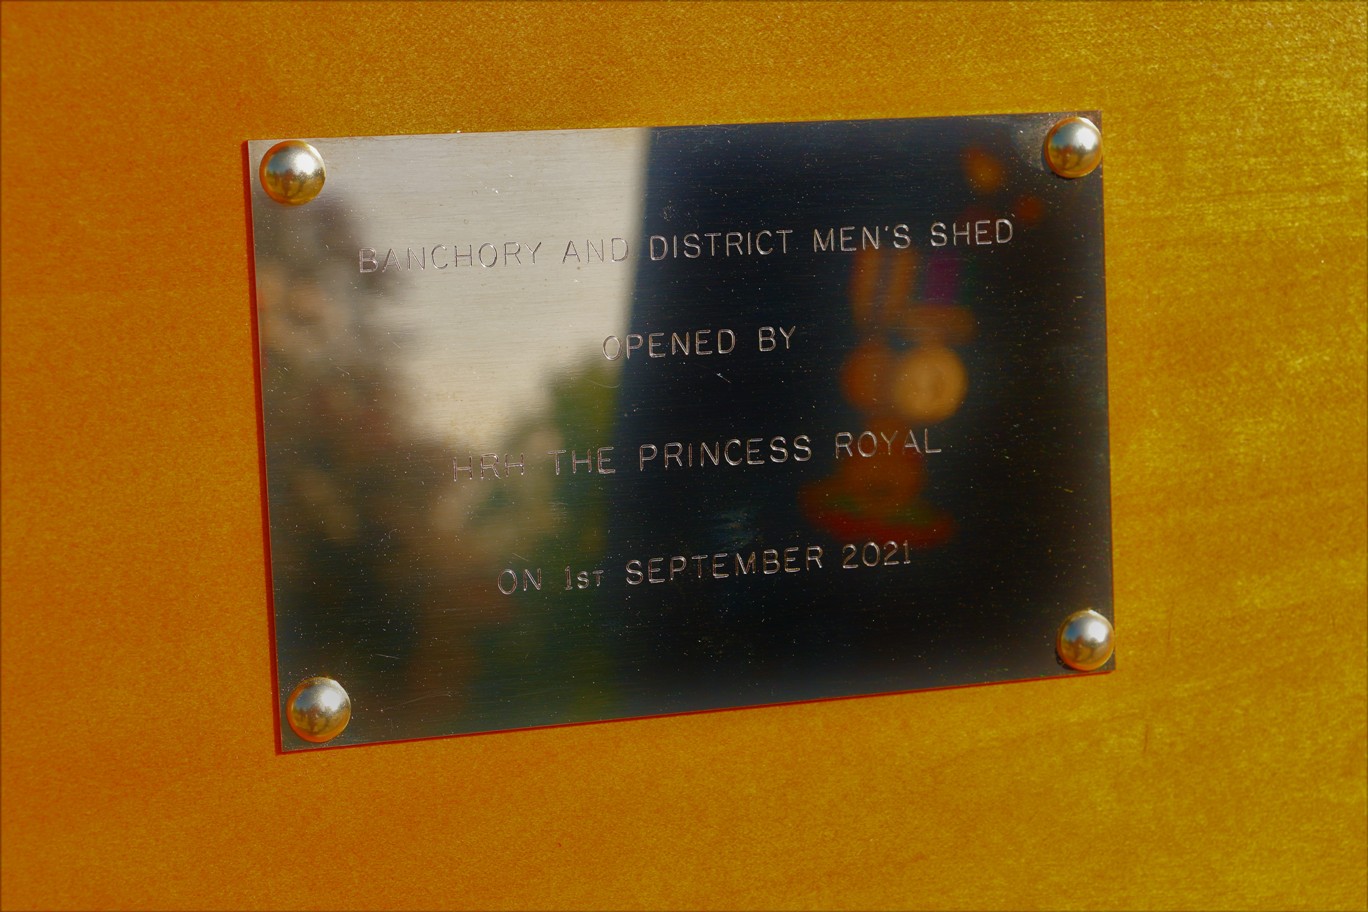 BANCHORY AND DISTRICT MEN'S SHED
OPENED BY
HRH THE PRINCESS ROYAL
ON 1ST SEPTEMBER 2021